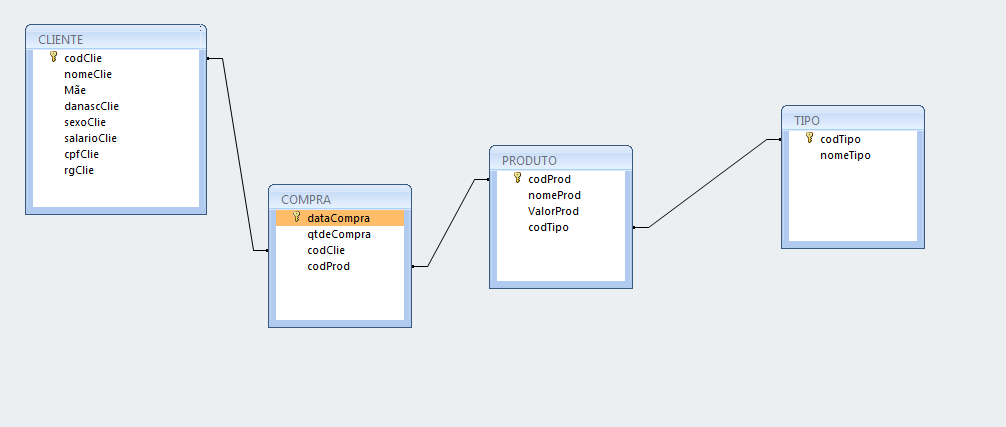 CLIENTE
codClie
nomeClie
Mãe
danascClie
sexoClie
salarioClie
cpfClie
rgClie
COMPRA
dataCompra
qtdeCompra
codClie
codProd
PRODUTO
codProd
nomeProd
ValorProd
codTipo
TIPO
codTipo
nomeTipo